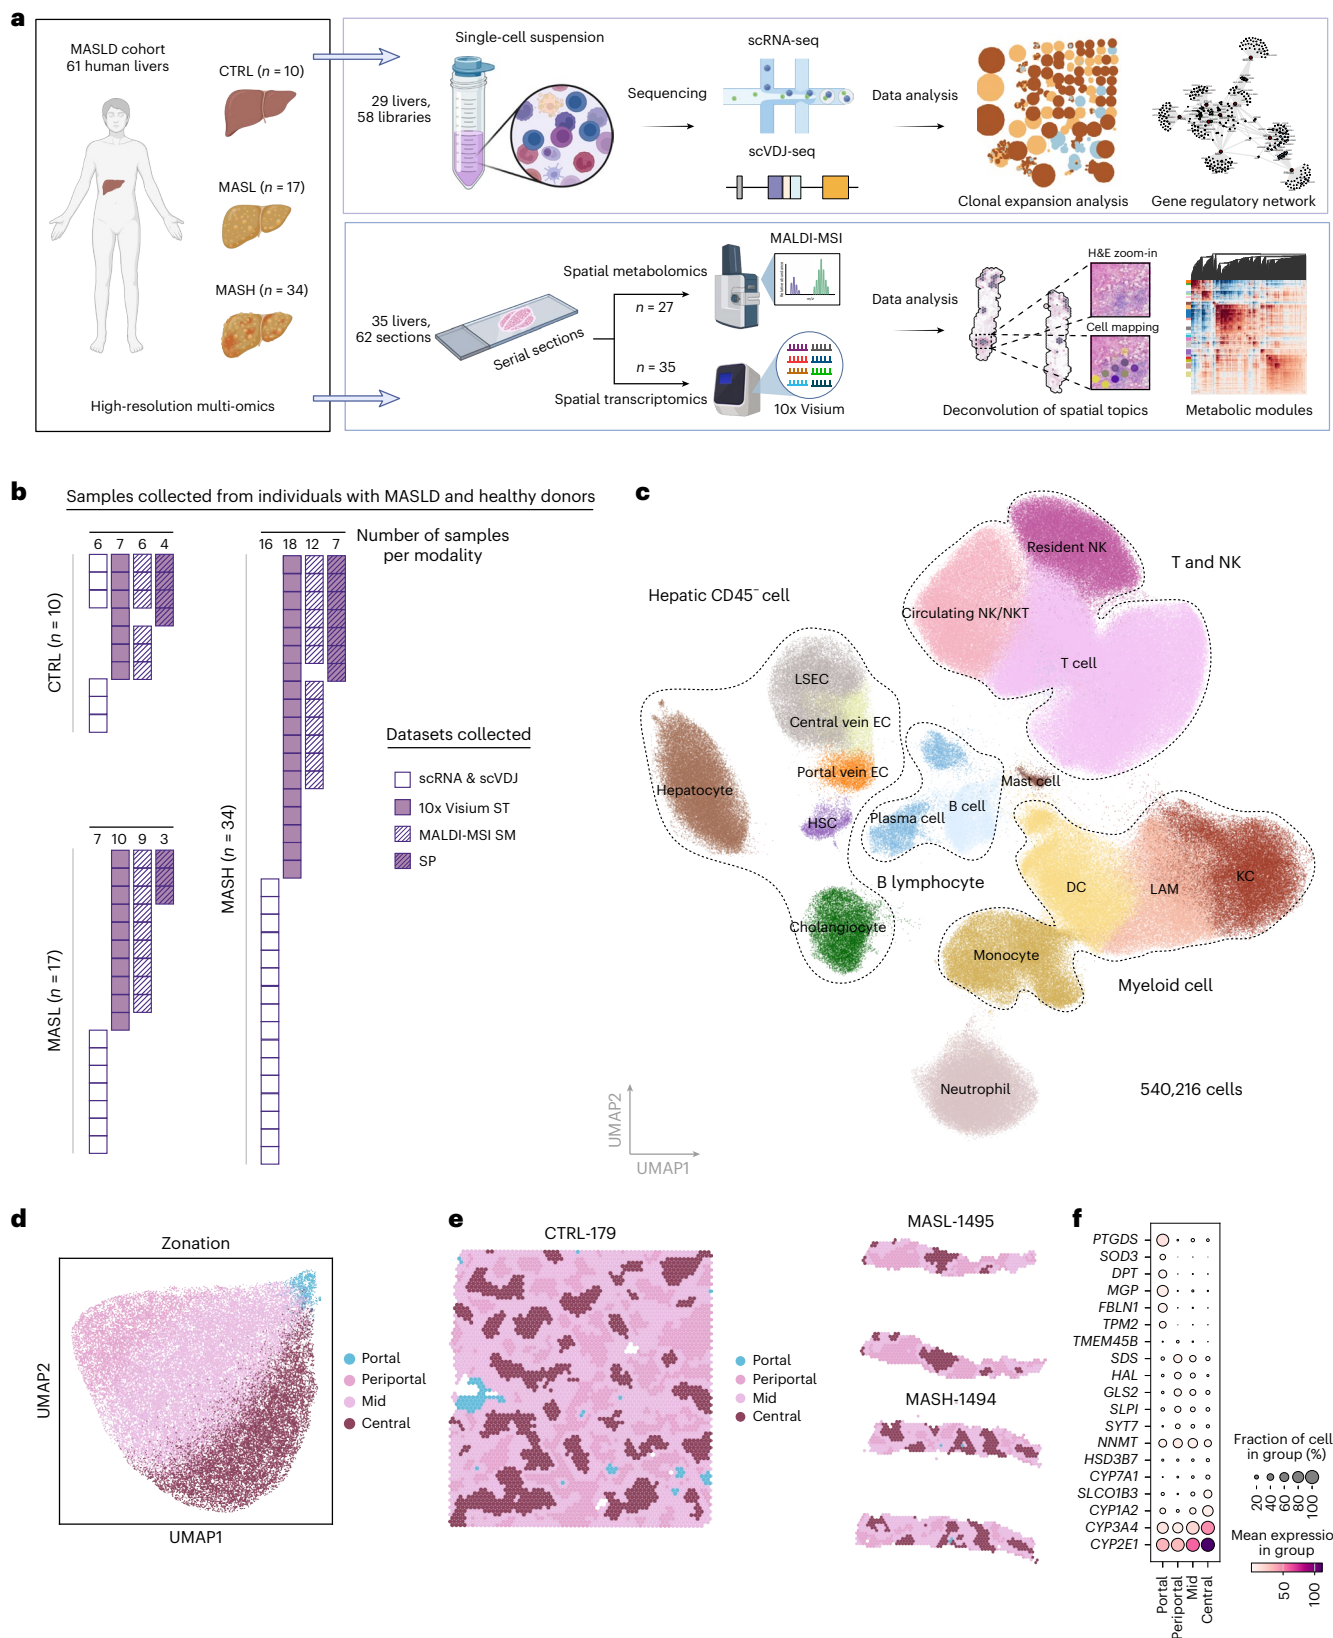 a
MASLD cohort
61 human livers
CTRL (n = 10)
MASL (n = 17)
MASH (n = 34)
High-resolution multi-omics
Single-cell suspension
29 livers,
58 libraries
Sequencing
scRNA-seq
scVDJ-seq
Data analysis
Clonal expansion analysis
Gene regulatory network
35 livers,
62 sections
Serial sections
Spatial metabolomics
n = 27
n = 35
Spatial transcriptomics
MALDI-MSI
10x Visium
Data analysis
H&E zoom-in
Cell mapping
Deconvolution of spatial topics
Metabolic modules
b
Samples collected from individuals with MASLD and healthy donors
6 7 6 4
CTRL (n = 10)
7 10 9 3
MASL (n = 17)
16 18 12 7
MASH (n = 34)
Number of samples
per modality
Datasets collected
scRNA & scVDJ
10x Visium ST
MALDI-MSI SM
SP
c
Resident NK
T and NK
Circulating NK/NKT
T cell
Hepatic CD45⁻ cell
LSEC
Central vein EC
Portal vein EC
Hepatocyte
HSC
Plasma cell
B cell
Mast cell
B lymphocyte
Cholangiocyte
DC
LAM
KC
Monocyte
Myeloid cell
Neutrophil
540,216 cells
UMAP2
UMAP1
d
Zonation
UMAP2
UMAP1
Portal
Periportal
Mid
Central
e
CTRL-179
Portal
Periportal
Mid
Central
MASL-1495
MASH-1494
f
PTGDS
SOD3
DPT
MGP
FBLN1
TPM2
TMEM45B
SDS
HAL
GLS2
SLPI
SYT7
NNMT
HSD3B7
CYP7A1
SLCO1B3
CYP1A2
CYP3A4
CYP2E1
Portal
Periportal
Mid
Central
Fraction of cell
in group (%)
20
40
60
80
100
Mean expressio
in group
50
100